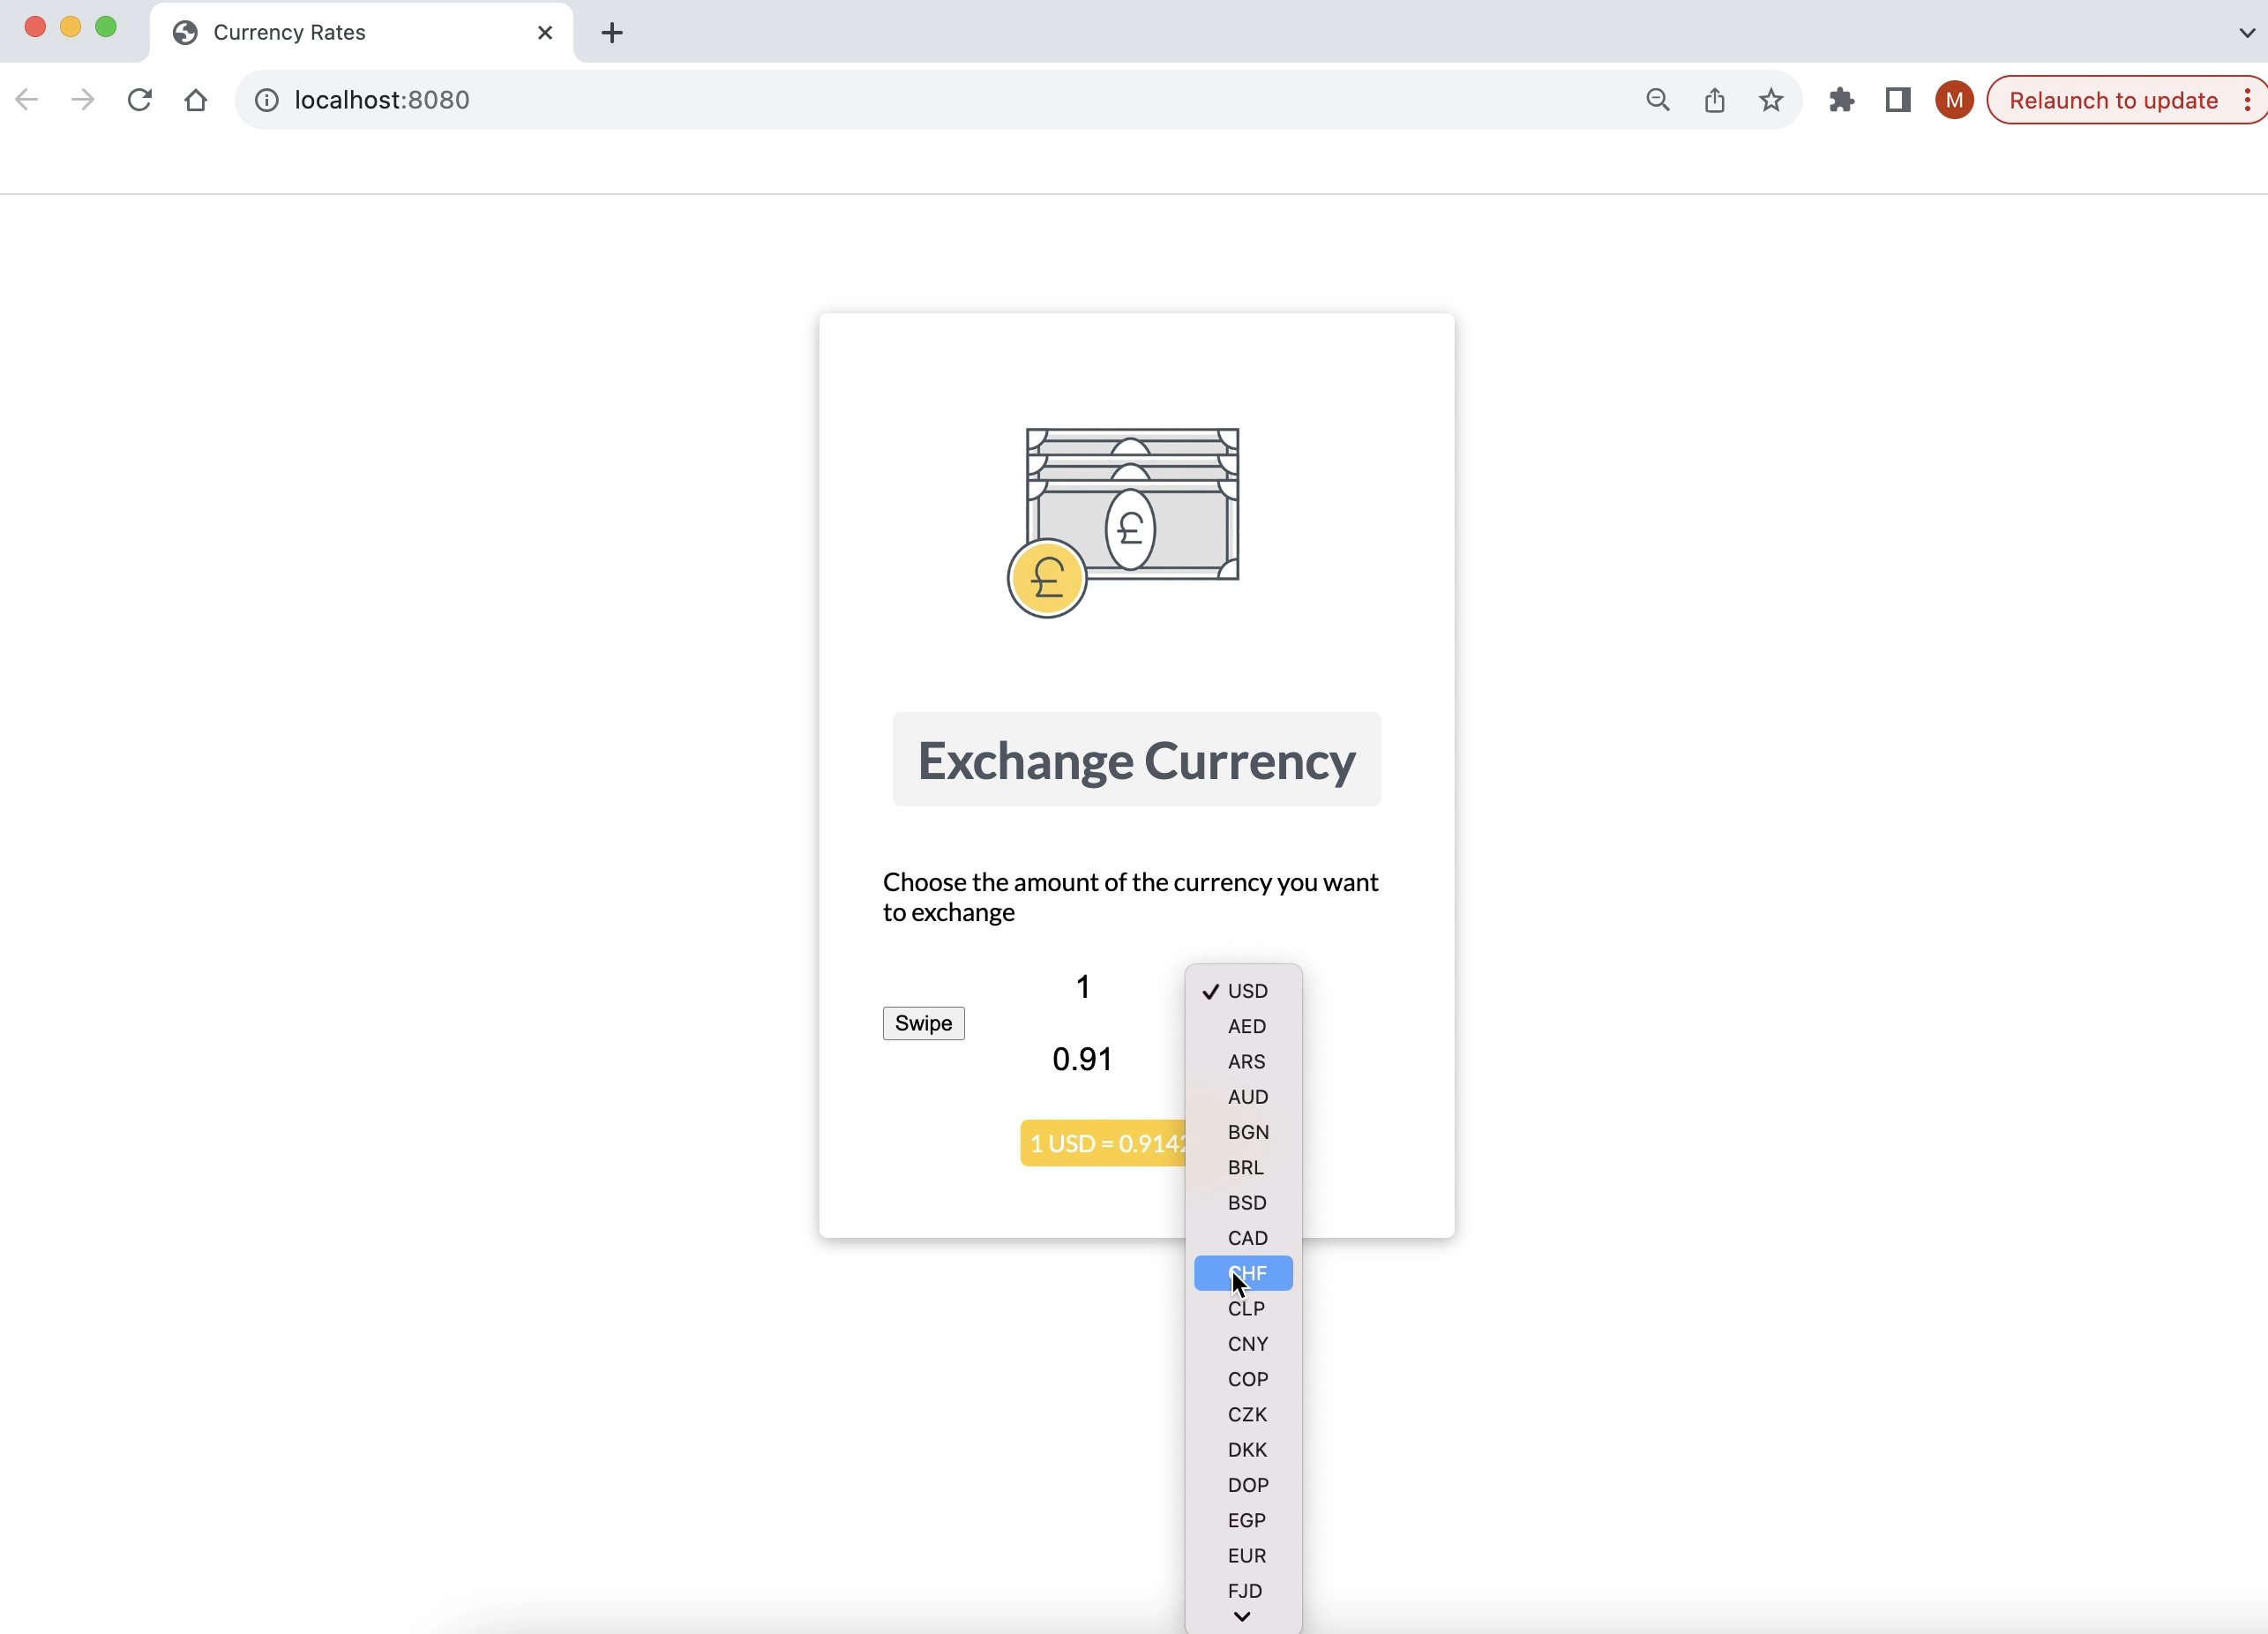 Currency Rates
localhost:8080
M
Relaunch to update
£
£
Exchange Currency
Choose the amount of the currency you want
to exchange
1
Swipe
0.91
1 USD = 0.9142
USD
AED
ARS
AUD
BGN
BRL
BSD
CAD
CHF
CLP
CNY
COP
CZK
DKK
DOP
EGP
EUR
FJD